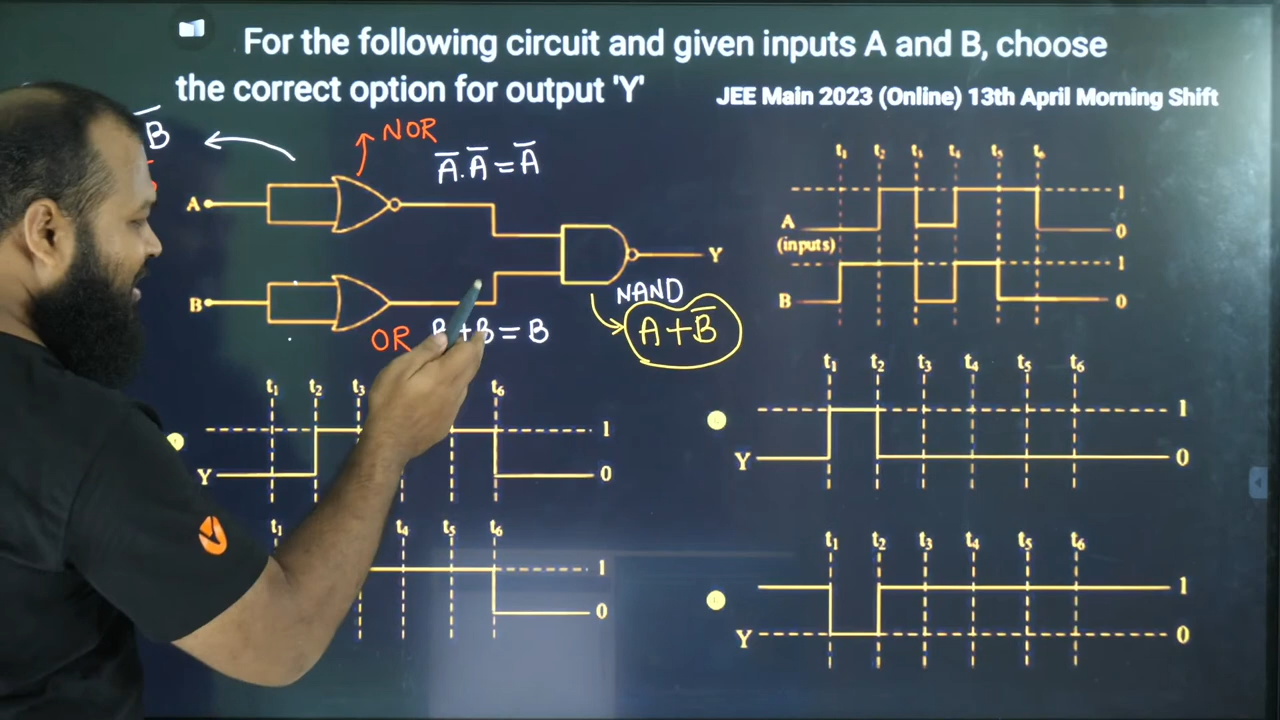 For the following circuit and given inputs A and B, choose
the correct option for output 'Y'
JEE Main 2023 (Online) 13th April Morning Shift
B̅
NOR
A̅.A̅=A̅
A
B
Y
NAND
A+B̅
OR
B+B=B
t₁ t₂ t₃ t₄ t₅ t₆
1
A
0
(inputs)
1
B
0
t₁ t₂ t₃ t₆
1
Y
0
t₁ t₂ t₃ t₄ t₅ t₆
1
Y
0
t₁ t₄ t₅ t₆
1
0
t₁ t₂ t₃ t₄ t₅ t₆
1
Y
0